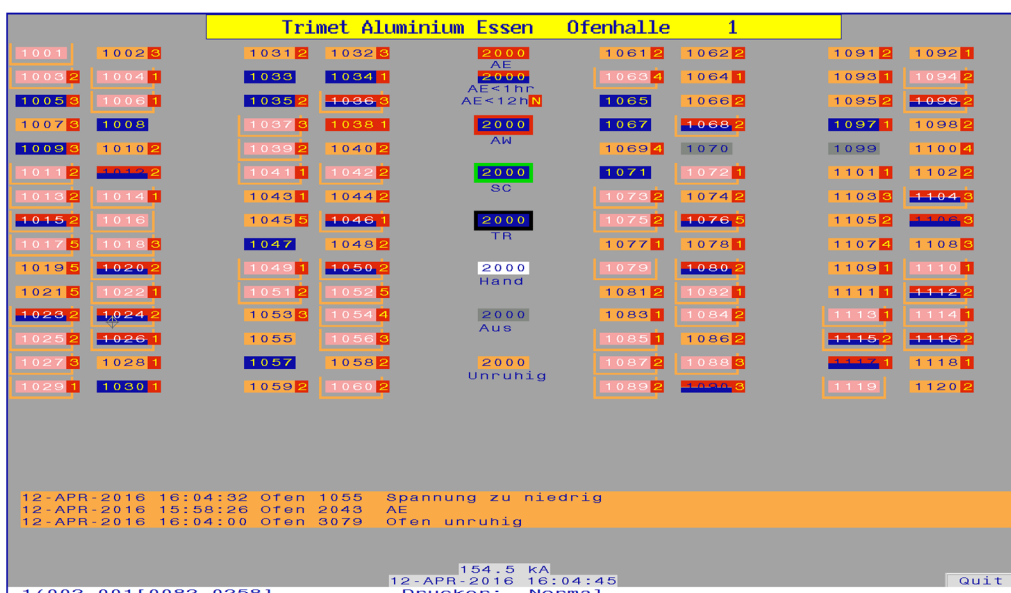 Trimet Aluminium Essen Ofenhalle 1
1001 1002 3 1031 2 1032 3 2000 1061 2 1062 2 1091 2 1092 1
AE
1003 2 1004 1 1033 1034 1 2000 1063 4 1064 1 1093 1 1094 2
AE<1hr
1005 3 1006 1 1035 2 1036 3 AE<12h N 1065 1066 2 1095 2 1096 2
1007 3 1008 1037 3 1038 1 2000 1067 1068 2 1097 1 1098 2
AW
1009 3 1010 2 1039 2 1040 2 1069 4 1070 1099 1100 4
1011 2 1012 2 1041 1 1042 2 2000 1071 1072 1 1101 1 1102 2
SC
1013 2 1014 1 1043 1 1044 2 1073 2 1074 2 1103 3 1104 3
1015 2 1016 1045 5 1046 1 2000 1075 2 1076 5 1105 2 1106 3
TR
1017 5 1018 3 1047 1048 2 1077 1 1078 1 1107 4 1108 3
1019 5 1020 2 1049 1 1050 2 2000 1079 1080 2 1109 1 1110 1
Hand
1021 5 1022 1 1051 2 1052 5 1081 2 1082 1 1111 1 1112 2
1023 2 1024 2 1053 3 1054 4 2000 1083 1 1084 2 1113 1 1114 1
Aus
1025 2 1026 1 1055 1056 3 1085 1 1086 2 1115 2 1116 2
1027 3 1028 1 1057 1058 2 2000 1087 2 1088 3 1117 1 1118 1
Unruhig
1029 1 1030 1 1059 2 1060 2 1089 2 1090 3 1119 1120 2
12-APR-2016 16:04:32 Ofen 1055 Spannung zu niedrig
12-APR-2016 15:58:26 Ofen 2043 AE
12-APR-2016 16:04:00 Ofen 3079 Ofen unruhig
154.5 kA
12-APR-2016 16:04:45
Quit
Drucker: Normal